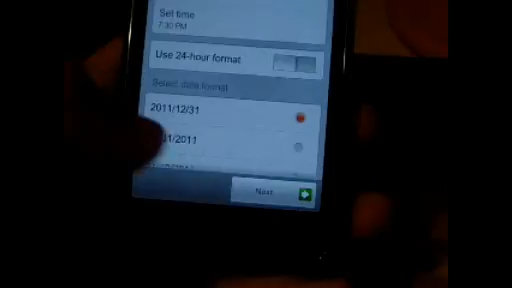 Set time
7:30 PM
Use 24-hour format
Select date format
2011/12/31
/2011
Next